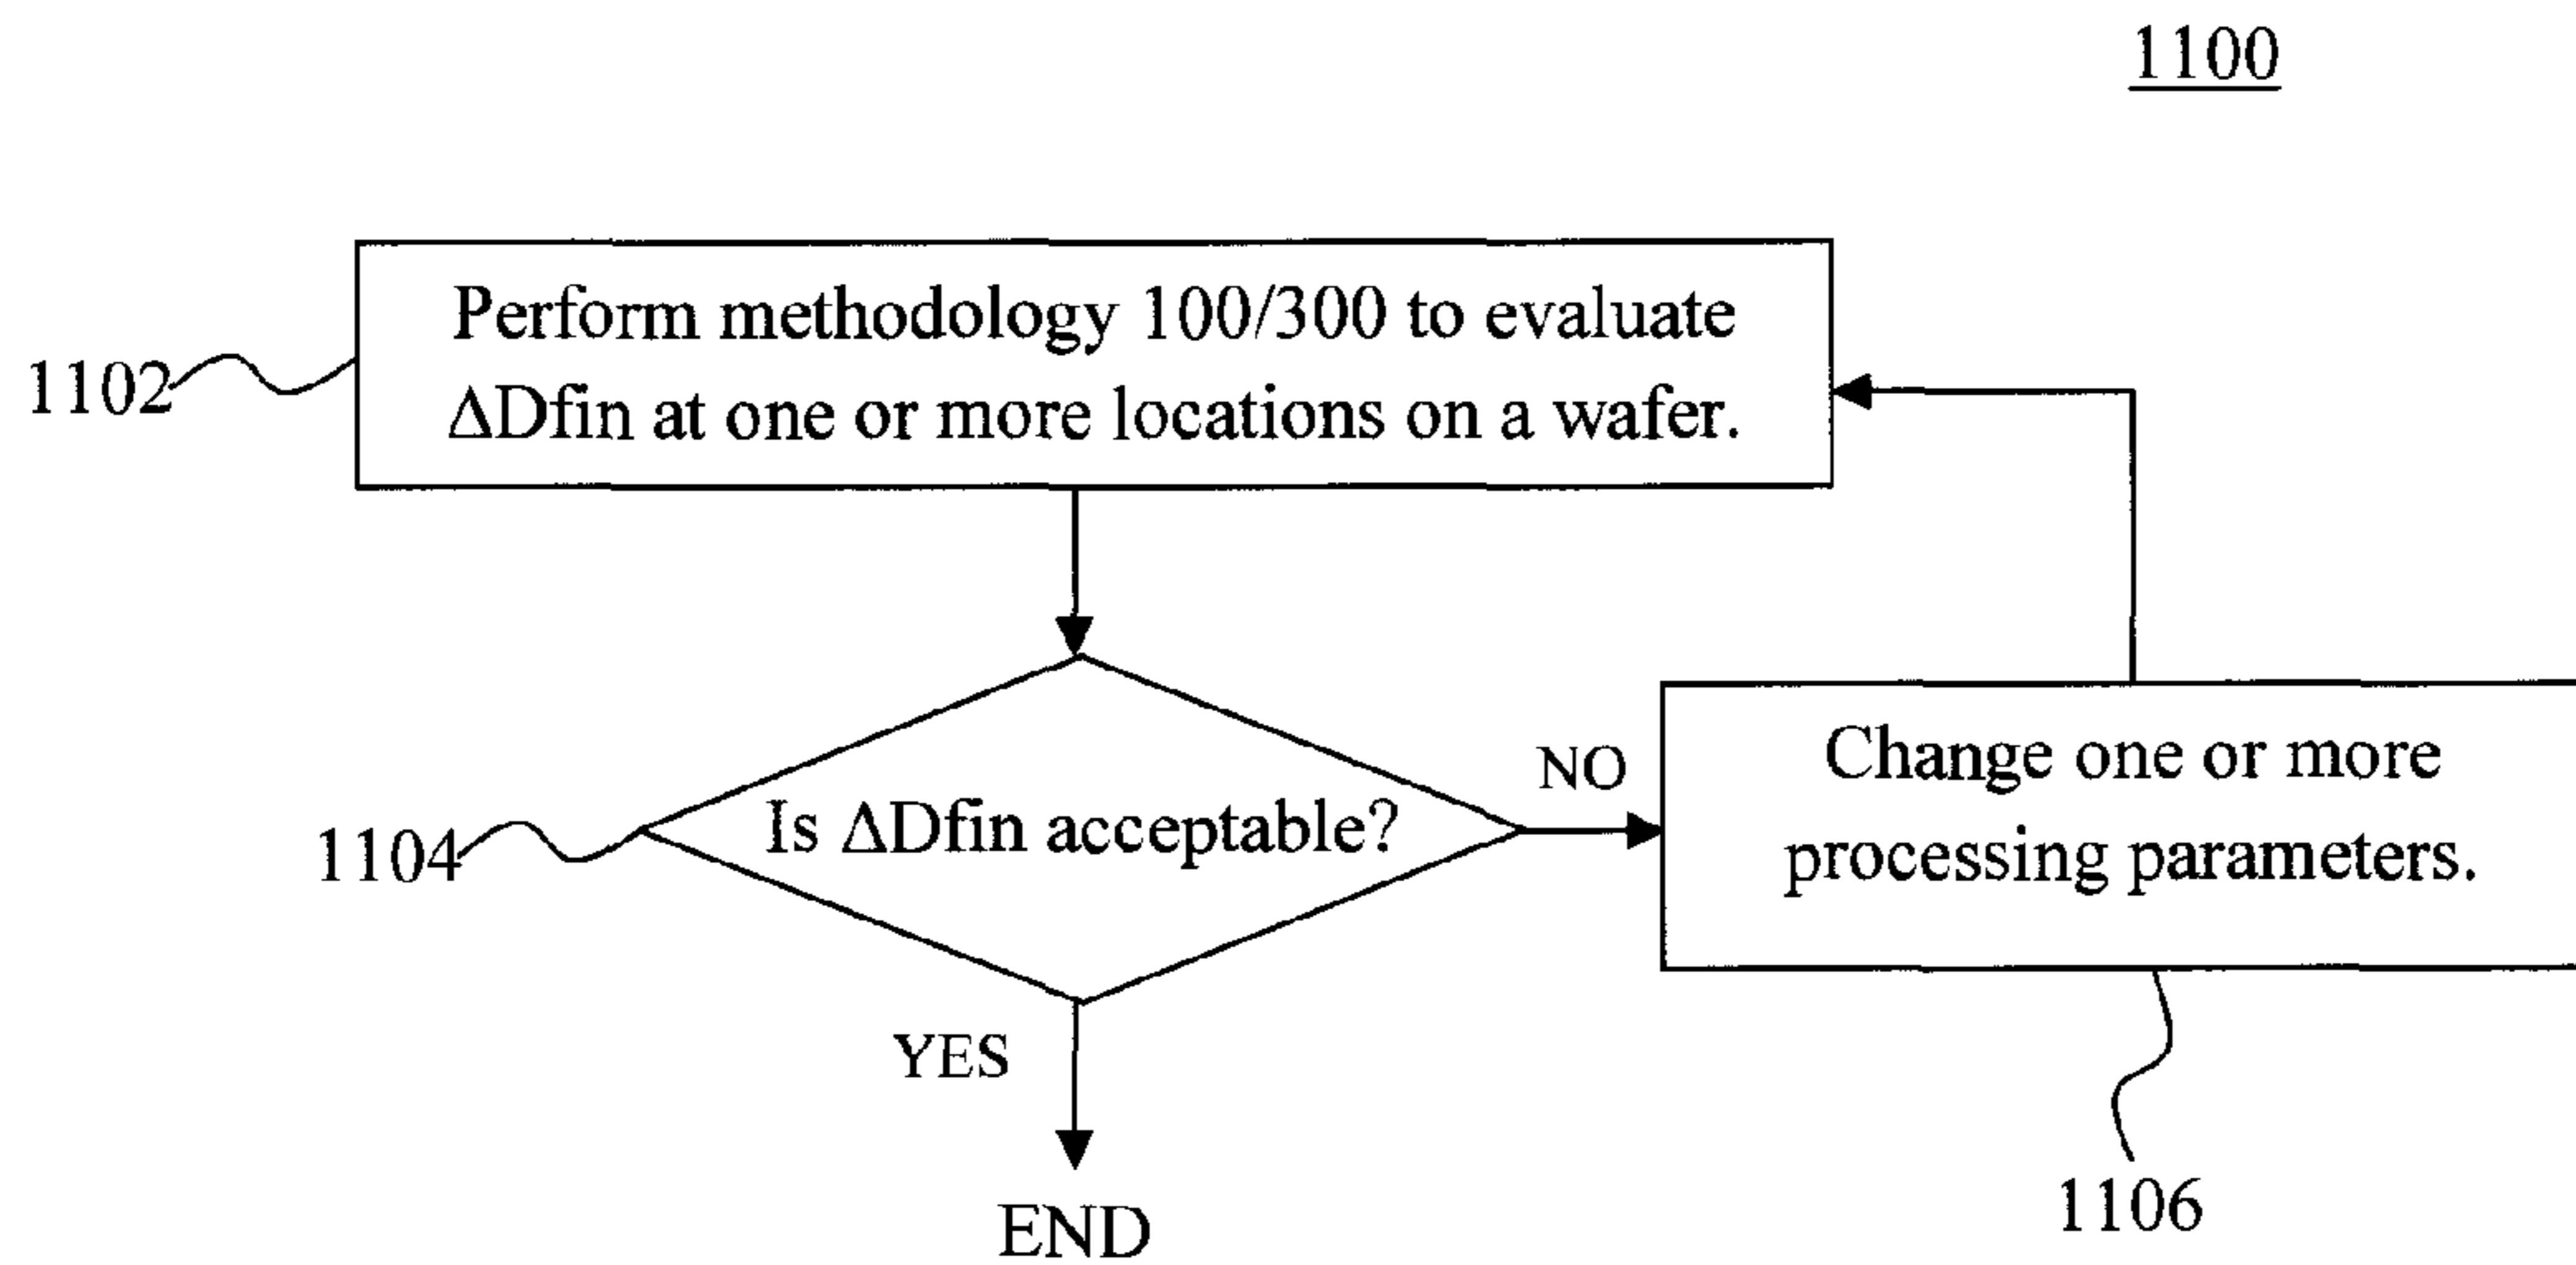 1100
Perform methodology 100/300 to evaluate
ΔDfin at one or more locations on a wafer.
1102
Is ΔDfin acceptable?
1104
NO
Change one or more
processing parameters.
YES
END
1106